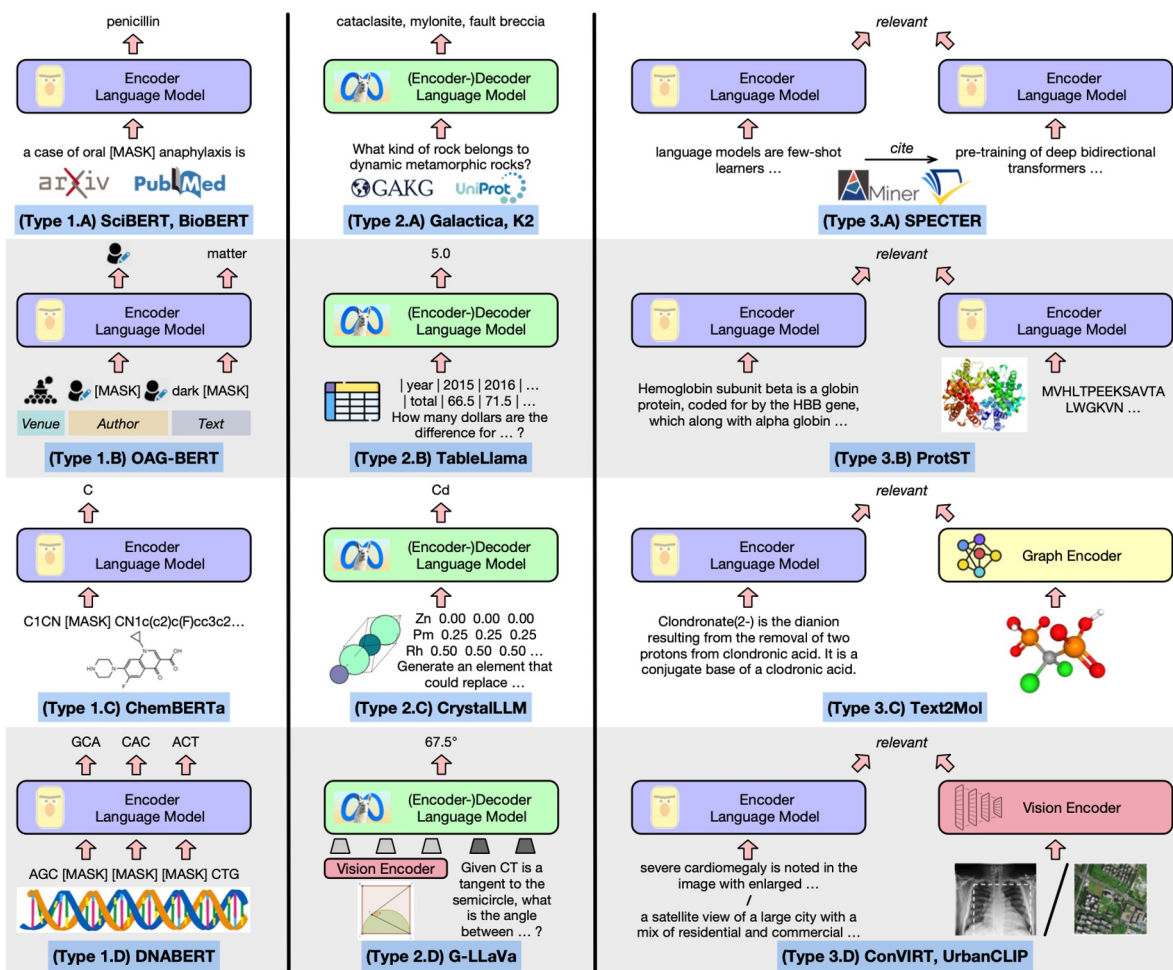 penicillin
Encoder
Language Model
a case of oral [MASK] anaphylaxis is
arXiv
PubMed
(Type 1.A) SciBERT, BioBERT
cataclasite, mylonite, fault breccia
(Encoder-)Decoder
Language Model
What kind of rock belongs to
dynamic metamorphic rocks?
GAKG
UniProt
(Type 2.A) Galactica, K2
relevant
Encoder
Language Model
Encoder
Language Model
language models are few-shot
learners ...
cite
pre-training of deep bidirectional
transformers ...
AMiner
(Type 3.A) SPECTER
matter
Encoder
Language Model
[MASK]
dark [MASK]
Venue
Author
Text
(Type 1.B) OAG-BERT
5.0
(Encoder-)Decoder
Language Model
| year | 2015 | 2016 | ...
| total | 66.5 | 71.5 | ...
How many dollars are the
difference for ... ?
(Type 2.B) TableLlama
relevant
Encoder
Language Model
Encoder
Language Model
Hemoglobin subunit beta is a globin
protein, coded for by the HBB gene,
which along with alpha globin ...
MVHLTPEEKSAVTA
LWGKVN ...
(Type 3.B) ProtST
C
Encoder
Language Model
C1CN [MASK] CN1c(c2)c(F)cc3c2...
(Type 1.C) ChemBERTa
Cd
(Encoder-)Decoder
Language Model
Zn 0.00 0.00 0.00
Pm 0.25 0.25 0.25
Rh 0.50 0.50 0.50
Generate an element that
could replace ...
(Type 2.C) CrystalLLM
relevant
Encoder
Language Model
Graph Encoder
Clondronate(2-) is the dianion
resulting from the removal of two
protons from clondronic acid. It is a
conjugate base of a clodronic acid.
(Type 3.C) Text2Mol
GCA CAC ACT
Encoder
Language Model
AGC [MASK] [MASK] [MASK] CTG
(Type 1.D) DNABERT
67.5°
(Encoder-)Decoder
Language Model
Vision Encoder
Given CT is a
tangent to the
semicircle, what
is the angle
between ... ?
(Type 2.D) G-LLaVa
relevant
Encoder
Language Model
Vision Encoder
severe cardiomegaly is noted in the
image with enlarged ...
/
a satellite view of a large city with a
mix of residential and commercial ...
(Type 3.D) ConVIRT, UrbanCLIP